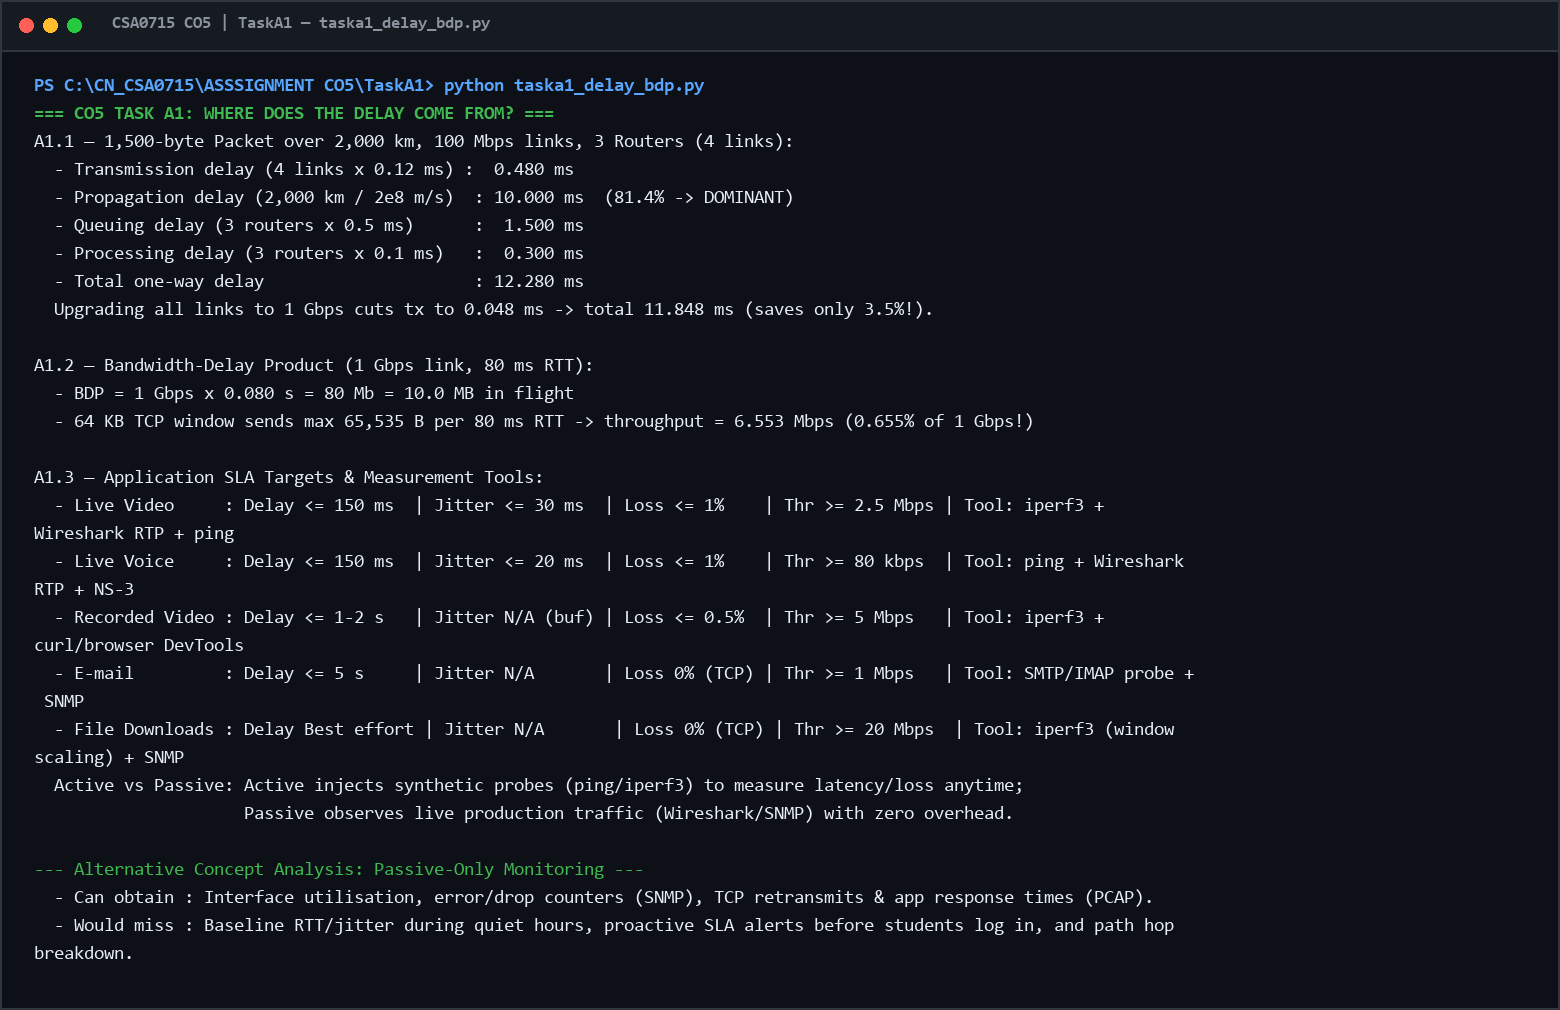 CSA0715 CO5 | TaskA1 — taska1_delay_bdp.py
PS C:\CN_CSA0715\ASSSIGNMENT CO5\TaskA1> python taska1_delay_bdp.py
=== CO5 TASK A1: WHERE DOES THE DELAY COME FROM? ===
A1.1 — 1,500-byte Packet over 2,000 km, 100 Mbps links, 3 Routers (4 links):
  - Transmission delay (4 links x 0.12 ms) :  0.480 ms
  - Propagation delay (2,000 km / 2e8 m/s)  : 10.000 ms  (81.4% -> DOMINANT)
  - Queuing delay (3 routers x 0.5 ms)      :  1.500 ms
  - Processing delay (3 routers x 0.1 ms)   :  0.300 ms
  - Total one-way delay                     : 12.280 ms
  Upgrading all links to 1 Gbps cuts tx to 0.048 ms -> total 11.848 ms (saves only 3.5%!).
A1.2 — Bandwidth-Delay Product (1 Gbps link, 80 ms RTT):
  - BDP = 1 Gbps x 0.080 s = 80 Mb = 10.0 MB in flight
  - 64 KB TCP window sends max 65,535 B per 80 ms RTT -> throughput = 6.553 Mbps (0.655% of 1 Gbps!)
A1.3 — Application SLA Targets & Measurement Tools:
  - Live Video     : Delay <= 150 ms  | Jitter <= 30 ms  | Loss <= 1%    | Thr >= 2.5 Mbps | Tool: iperf3 +
Wireshark RTP + ping
  - Live Voice     : Delay <= 150 ms  | Jitter <= 20 ms  | Loss <= 1%    | Thr >= 80 kbps  | Tool: ping + Wireshark
RTP + NS-3
  - Recorded Video : Delay <= 1-2 s   | Jitter N/A (buf) | Loss <= 0.5%  | Thr >= 5 Mbps   | Tool: iperf3 +
curl/browser DevTools
  - E-mail         : Delay <= 5 s     | Jitter N/A       | Loss 0% (TCP) | Thr >= 1 Mbps   | Tool: SMTP/IMAP probe +
 SNMP
  - File Downloads : Delay Best effort | Jitter N/A       | Loss 0% (TCP) | Thr >= 20 Mbps  | Tool: iperf3 (window
scaling) + SNMP
  Active vs Passive: Active injects synthetic probes (ping/iperf3) to measure latency/loss anytime;
                     Passive observes live production traffic (Wireshark/SNMP) with zero overhead.
--- Alternative Concept Analysis: Passive-Only Monitoring ---
  - Can obtain : Interface utilisation, error/drop counters (SNMP), TCP retransmits & app response times (PCAP).
  - Would miss : Baseline RTT/jitter during quiet hours, proactive SLA alerts before students log in, and path hop
breakdown.